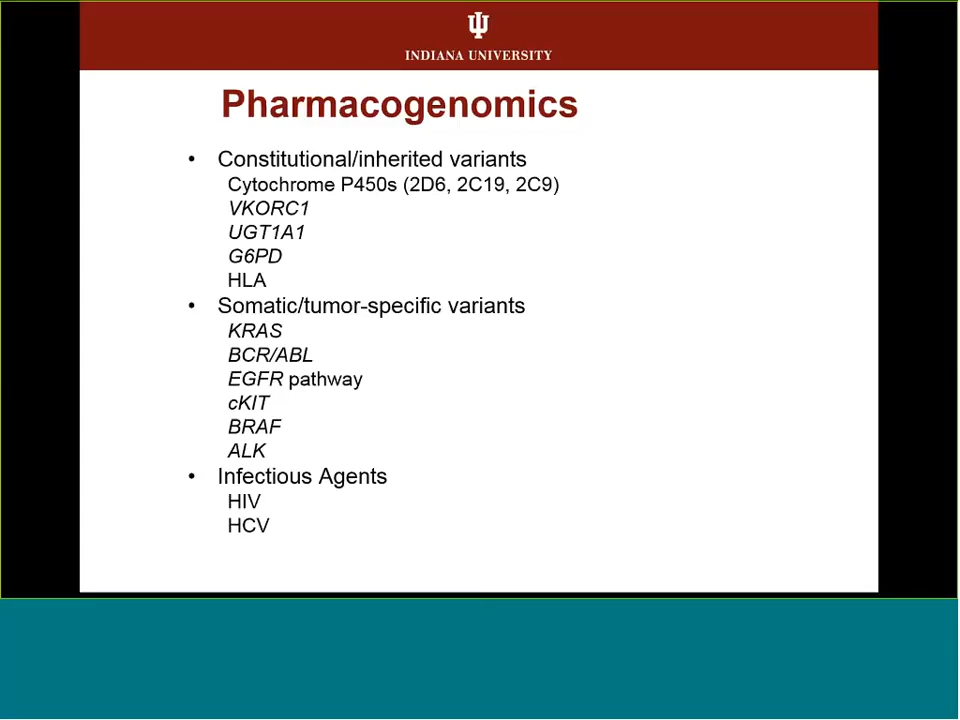 INDIANA UNIVERSITY
Pharmacogenomics
• Constitutional/inherited variants
Cytochrome P450s (2D6, 2C19, 2C9)
VKORC1
UGT1A1
G6PD
HLA
• Somatic/tumor-specific variants
KRAS
BCR/ABL
EGFR pathway
cKIT
BRAF
ALK
• Infectious Agents
HIV
HCV